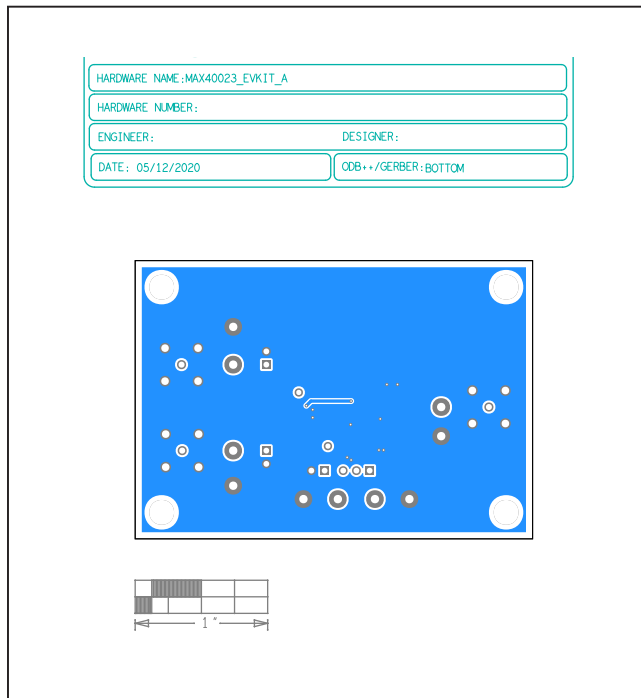 HARDWARE NAME:MAX40023_EVKIT_A
HARDWARE NUMBER:
ENGINEER: DESIGNER:
DATE: 05/12/2020 ODB++/GERBER:BOTTOM
1 "